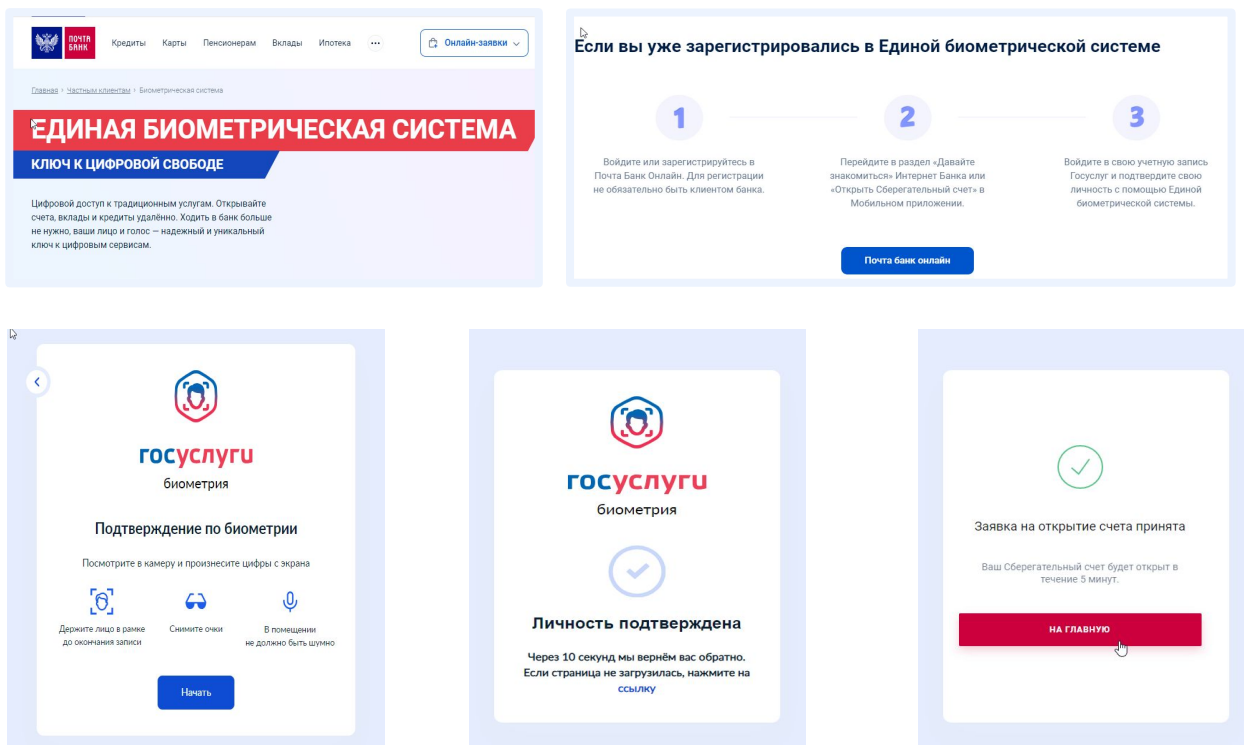 ПОЧТА
БАНК
Кредиты Карты Пенсионерам Вклады Ипотека ... Онлайн-заявки
Главная › Частным клиентам › Биометрическая система
ЕДИНАЯ БИОМЕТРИЧЕСКАЯ СИСТЕМА
КЛЮЧ К ЦИФРОВОЙ СВОБОДЕ
Цифровой доступ к традиционным услугам. Открывайте
счета, вклады и кредиты удалённо. Ходить в банк больше
не нужно, ваши лицо и голос — надежный и уникальный
ключ к цифровым сервисам.
Если вы уже зарегистрировались в Единой биометрической системе
1
Войдите или зарегистрируйтесь в
Почта Банк Онлайн. Для регистрации
не обязательно быть клиентом банка.
2
Перейдите в раздел «Давайте
знакомиться» Интернет Банка или
«Открыть Сберегательный счет» в
Мобильном приложении.
3
Войдите в свою учетную запись
Госуслуг и подтвердите свою
личность с помощью Единой
биометрической системы.
Почта банк онлайн
госуслуги
биометрия
Подтверждение по биометрии
Посмотрите в камеру и произнесите цифры с экрана
Держите лицо в рамке
до окончания записи
Снимите очки
В помещении
не должно быть шумно
Начать
госуслуги
биометрия
Личность подтверждена
Через 10 секунд мы вернём вас обратно.
Если страница не загрузилась, нажмите на
ссылку
Заявка на открытие счета принята
Ваш Сберегательный счет будет открыт в
течение 5 минут.
НА ГЛАВНУЮ